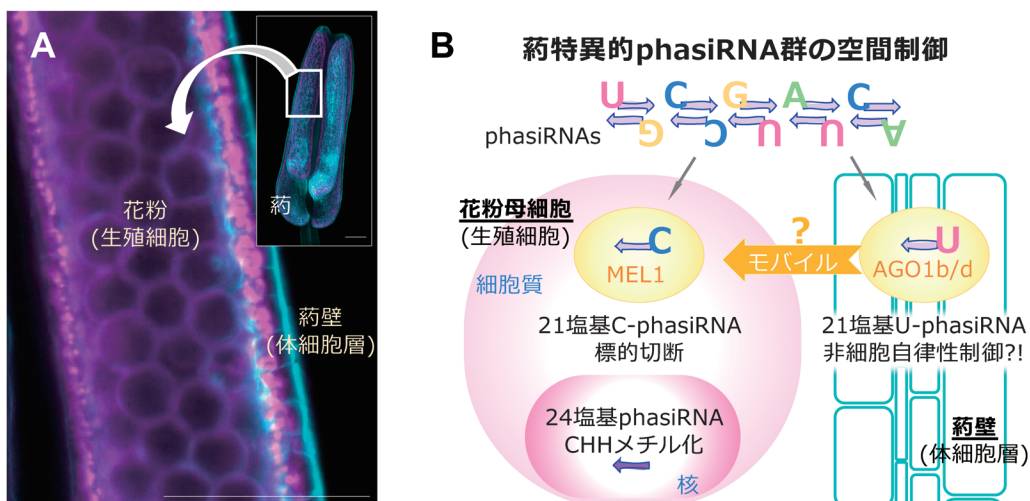 A
葯
花粉
(生殖細胞)
葯壁
(体細胞層)
B
葯特異的phasiRNA群の空間制御
U C G A C
phasiRNAs
G C U U A
花粉母細胞
(生殖細胞)
細胞質
C
MEL1
?
モバイル
U
AGO1b/d
21塩基C-phasiRNA
標的切断
21塩基U-phasiRNA
非細胞自律性制御?!
24塩基phasiRNA
CHHメチル化
核
葯壁
(体細胞層)